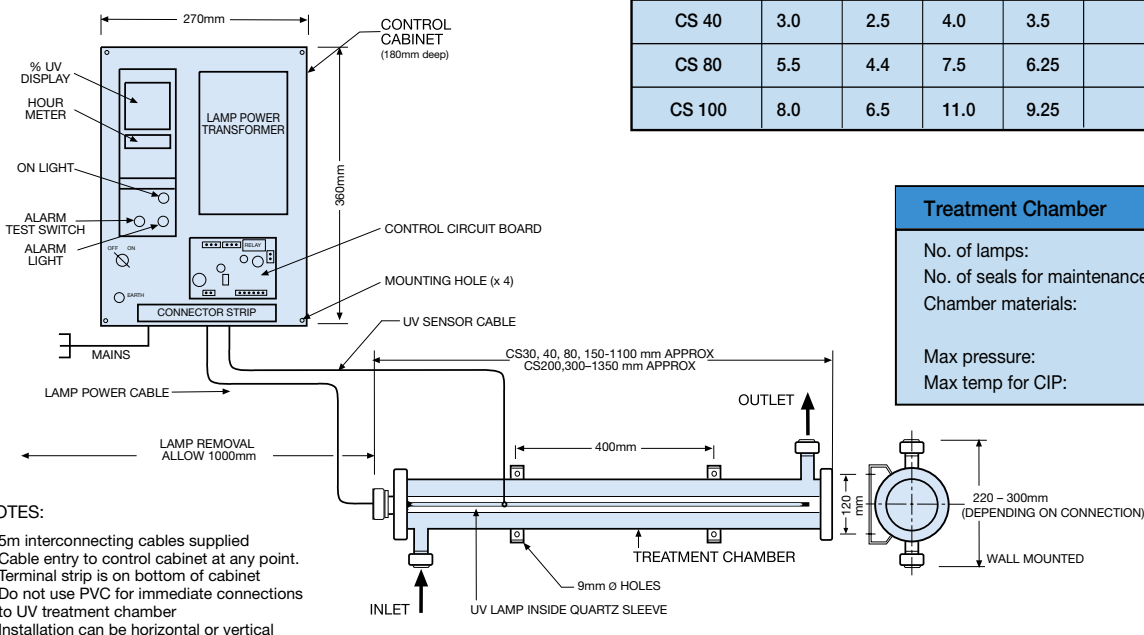 270mm
CONTROL
CABINET
(180mm deep)
% UV
DISPLAY
HOUR
METER
LAMP POWER
TRANSFORMER
ON LIGHT
360mm
ALARM
TEST SWITCH
ALARM
LIGHT
OFF ON
RELAY
CONTROL CIRCUIT BOARD
EARTH
MOUNTING HOLE (x 4)
CONNECTOR STRIP
UV SENSOR CABLE
MAINS
LAMP POWER CABLE
CS30, 40, 80, 150-1100 mm APPROX
CS200,300–1350 mm APPROX
OUTLET
LAMP REMOVAL
ALLOW 1000mm
400mm
120
mm
220 – 300mm
(DEPENDING ON CONNECTION)
WALL MOUNTED
TREATMENT CHAMBER
9mm Ø HOLES
INLET
UV LAMP INSIDE QUARTZ SLEEVE
OTES:
5m interconnecting cables supplied
Cable entry to control cabinet at any point.
Terminal strip is on bottom of cabinet
Do not use PVC for immediate connections
to UV treatment chamber
Installation can be horizontal or vertical
CS 40 3.0 2.5 4.0 3.5
CS 80 5.5 4.4 7.5 6.25
CS 100 8.0 6.5 11.0 9.25
Treatment Chamber
No. of lamps:
No. of seals for maintenance
Chamber materials:
Max pressure:
Max temp for CIP: